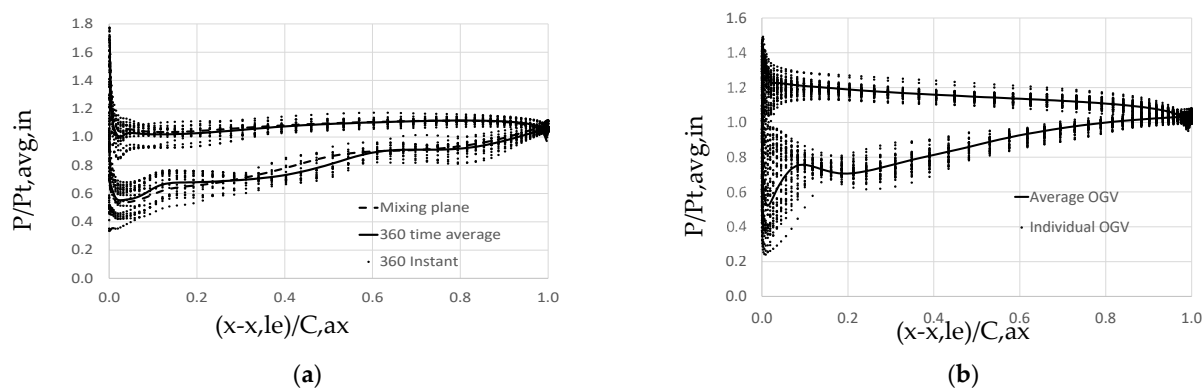 P/Pt,avg,in
1.8
1.6
1.4
1.2
1.0
0.8
0.6
0.4
0.2
0.0
0.0
0.2
0.4
0.6
0.8
1.0
Mixing plane
360 time average
360 Instant
(x-x,le)/C,ax
(a)
P/Pt,avg,in
1.6
1.4
1.2
1.0
0.8
0.6
0.4
0.2
0.0
0.0
0.2
0.4
0.6
0.8
1.0
Average OGV
Individual OGV
(x-x,le)/C,ax
(b)